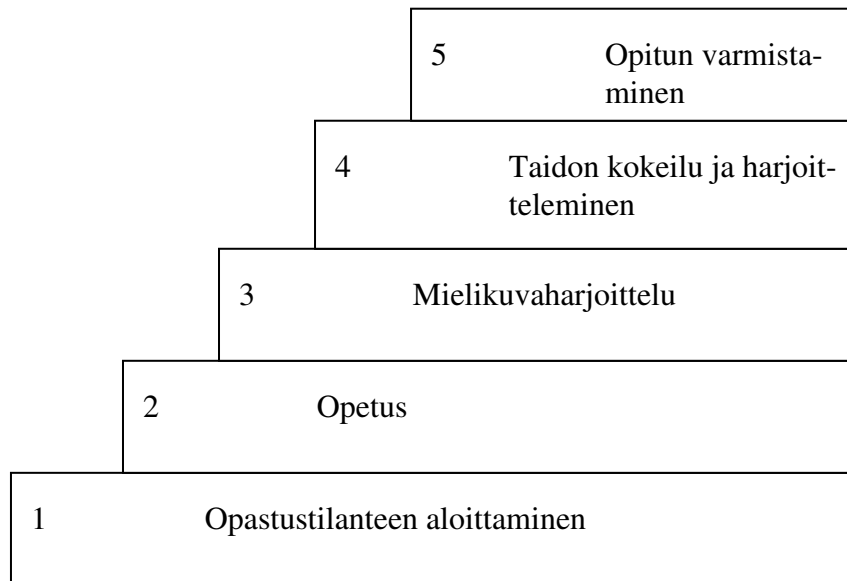 5 Opitun varmista-
minen
4 Taidon kokeilu ja harjoit-
teleminen
3 Mielikuvaharjoittelu
2 Opetus
1 Opastustilanteen aloittaminen